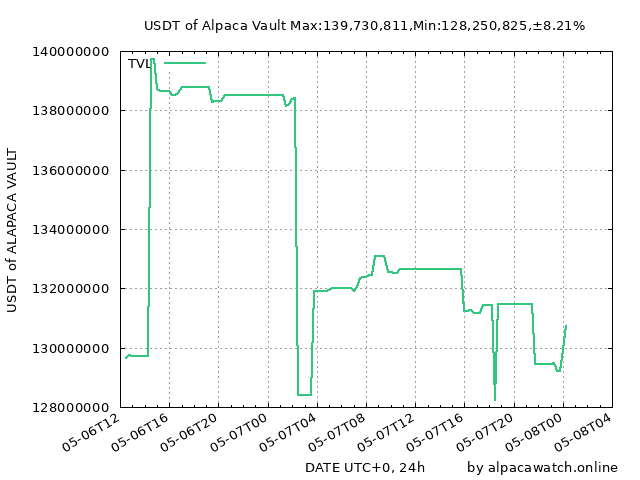 USDT of Alpaca Vault Max:139,730,811,Min:128,250,825,±8.21%
TVL
140000000
138000000
136000000
134000000
132000000
130000000
128000000
USDT of ALAPACA VAULT
05-06T12
05-06T16
05-06T20
05-07T00
05-07T04
05-07T08
05-07T12
05-07T16
05-07T20
05-08T00
05-08T04
DATE UTC+0, 24h
by alpacawatch.online